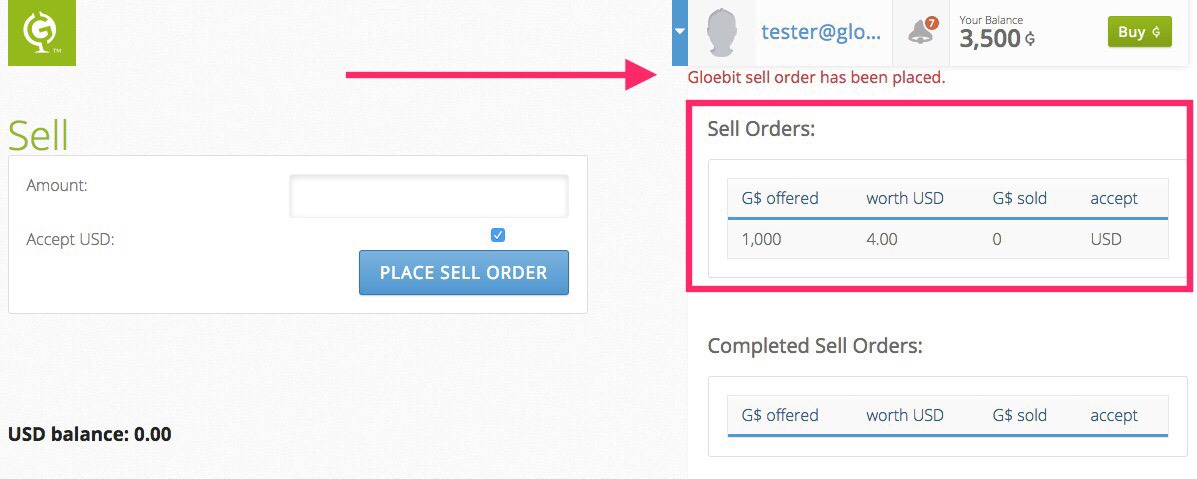 TM
tester@glo...
7
Your Balance
3,500 ₲
Buy ₲
Gloebit sell order has been placed.
Sell
Amount:
Accept USD:
PLACE SELL ORDER
USD balance: 0.00
Sell Orders:
G$ offered worth USD G$ sold accept
1,000 4.00 0 USD
Completed Sell Orders:
G$ offered worth USD G$ sold accept